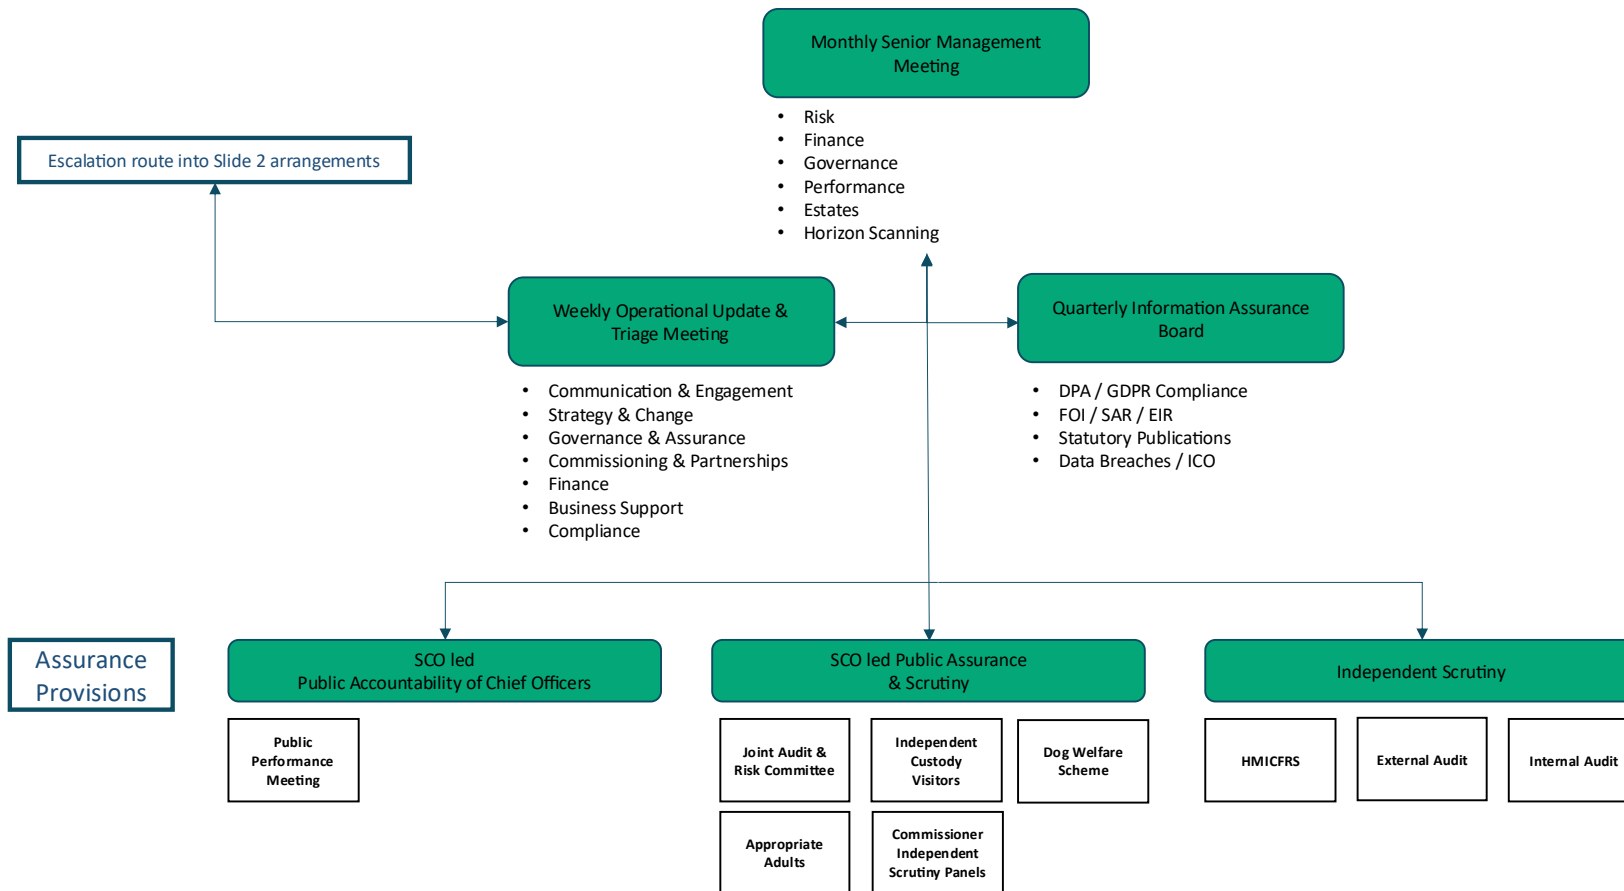 Monthly Senior Management
Meeting
• Risk
• Finance
• Governance
• Performance
• Estates
• Horizon Scanning
Escalation route into Slide 2 arrangements
Weekly Operational Update &
Triage Meeting
• Communication & Engagement
• Strategy & Change
• Governance & Assurance
• Commissioning & Partnerships
• Finance
• Business Support
• Compliance
Quarterly Information Assurance
Board
• DPA / GDPR Compliance
• FOI / SAR / EIR
• Statutory Publications
• Data Breaches / ICO
Assurance
Provisions
SCO led
Public Accountability of Chief Officers
Public
Performance
Meeting
SCO led Public Assurance
& Scrutiny
Joint Audit &
Risk Committee
Independent
Custody
Visitors
Dog Welfare
Scheme
Appropriate
Adults
Commissioner
Independent
Scrutiny Panels
Independent Scrutiny
HMICFRS
External Audit
Internal Audit